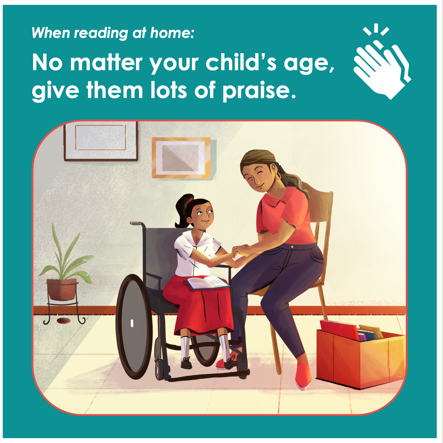 When reading at home:
No matter your child's age,
give them lots of praise.